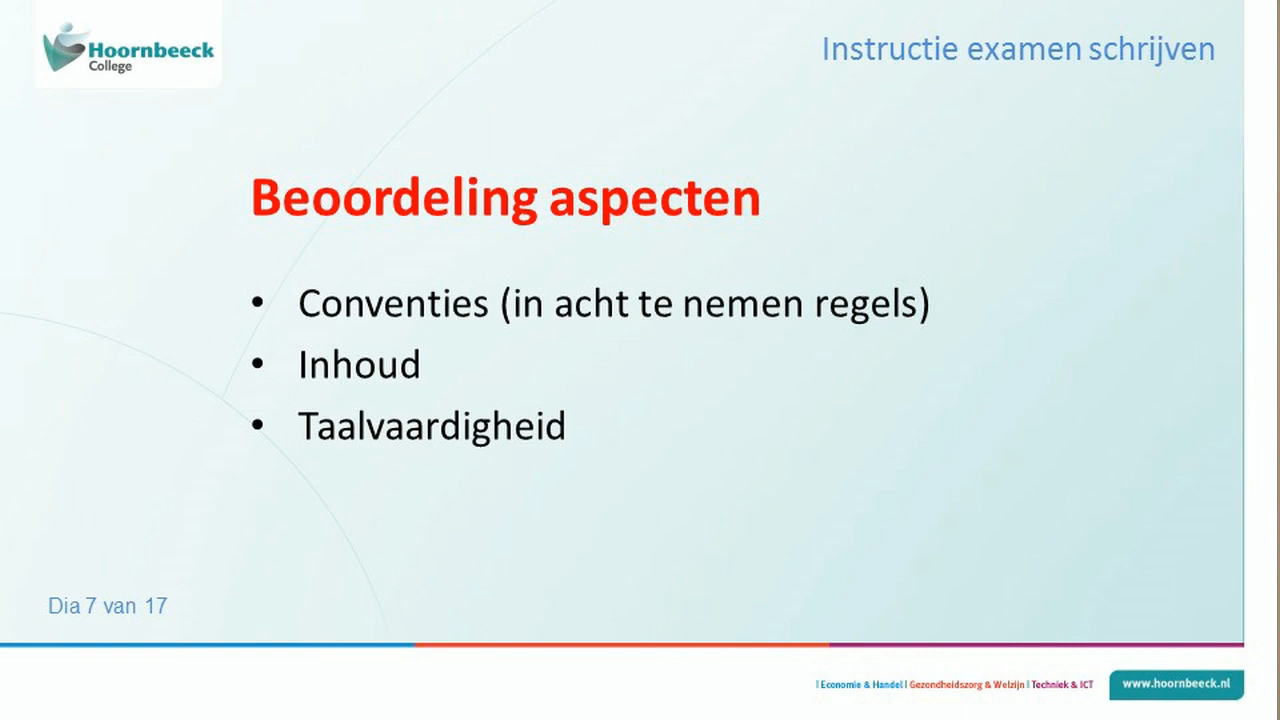 Hoornbeeck
College
Instructie examen schrijven
Beoordeling aspecten
• Conventies (in acht te nemen regels)
• Inhoud
• Taalvaardigheid
Dia 7 van 17
| Economie & Handel | Gezondheidszorg & Welzijn | Techniek & ICT
www.hoornbeeck.nl